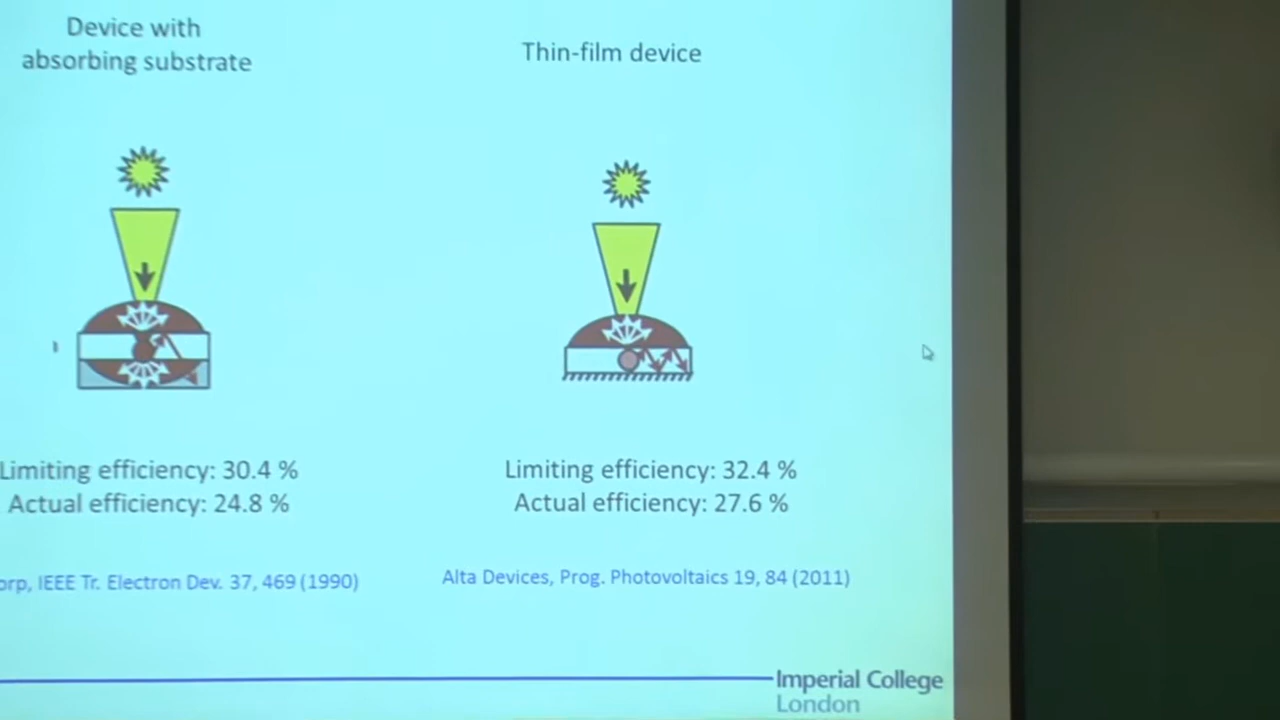 Device with
absorbing substrate
Thin-film device
Limiting efficiency: 30.4 %
Actual efficiency: 24.8 %
Limiting efficiency: 32.4 %
Actual efficiency: 27.6 %
orp, IEEE Tr. Electron Dev. 37, 469 (1990)
Alta Devices, Prog. Photovoltaics 19, 84 (2011)
Imperial College
London